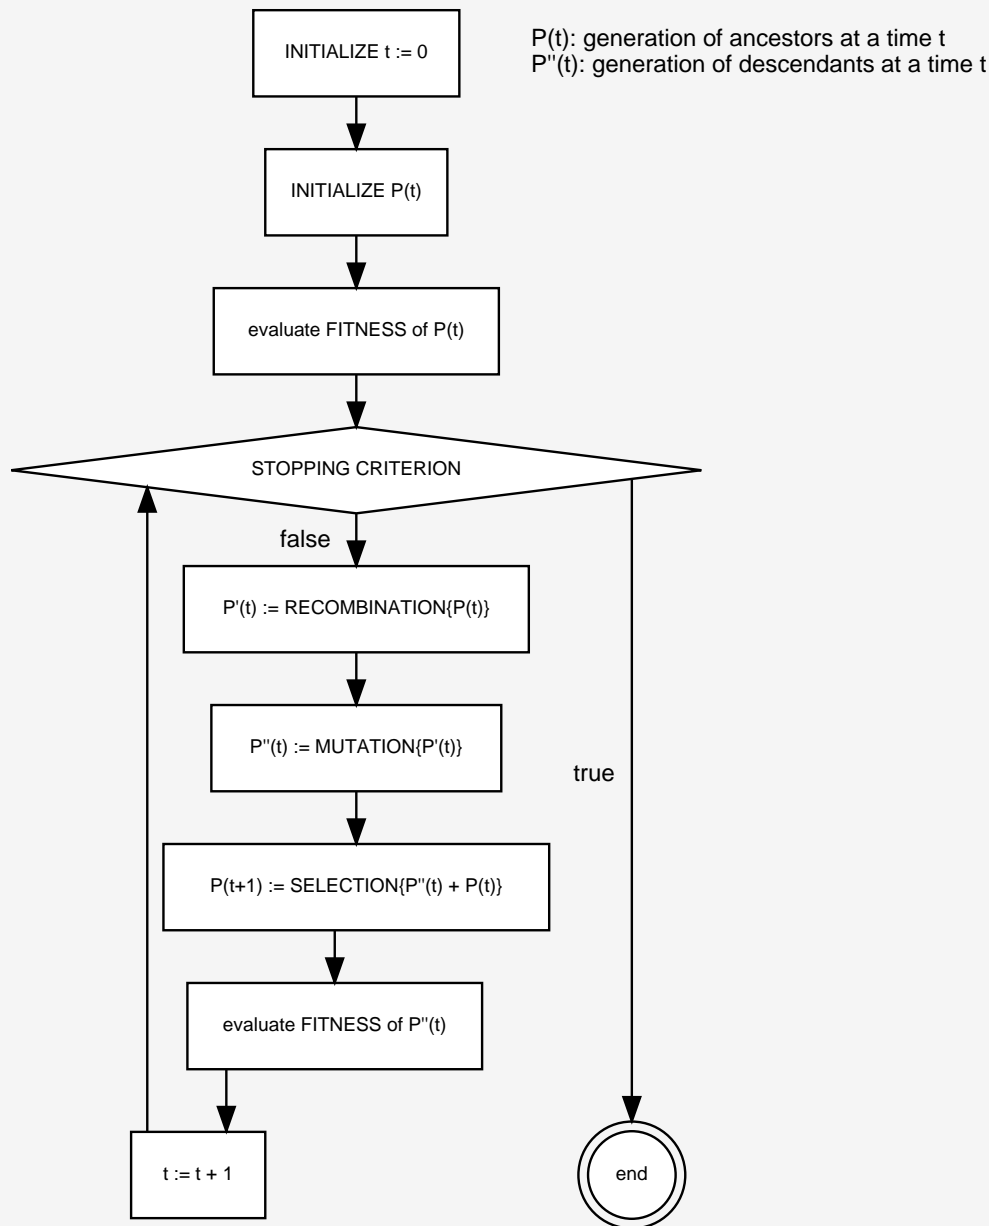 INITIALIZE t := 0
P(t): generation of ancestors at a time t
P''(t): generation of descendants at a time t
INITIALIZE P(t)
evaluate FITNESS of P(t)
STOPPING CRITERION
false
P'(t) := RECOMBINATION{P(t)}
P''(t) := MUTATION{P'(t)}
true
P(t+1) := SELECTION{P''(t) + P(t)}
evaluate FITNESS of P''(t)
t := t + 1
end